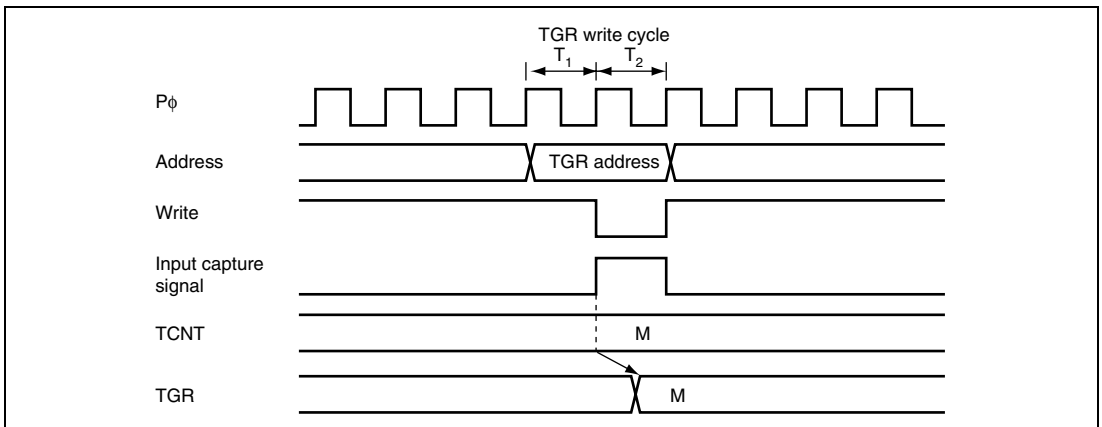 TGR write cycle
T1 T2
Pϕ
Address
TGR address
Write
Input capture
signal
TCNT
M
TGR
M